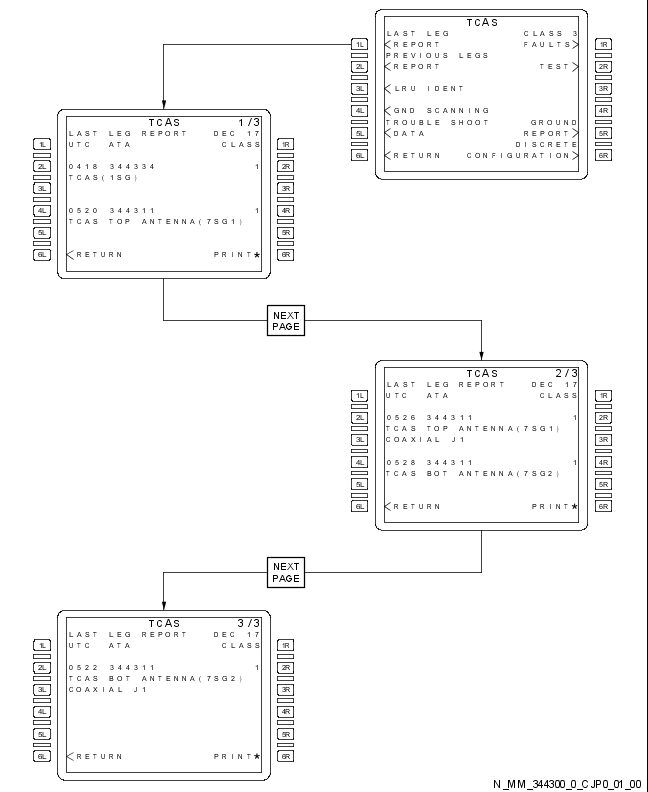 TCAS
LAST LEG CLASS 3
1L <REPORT FAULTS> 1R
PREVIOUS LEGS
2L <REPORT TEST> 2R
3L <LRU IDENT 3R
4L <GND SCANNING 4R
TROUBLE SHOOT GROUND
5L <DATA REPORT> 5R
DISCRETE
6L <RETURN CONFIGURATION> 6R
TCAS 1/3
LAST LEG REPORT DEC 17
1L UTC ATA CLASS 1R
2L 0418 344334 1 2R
TCAS(1SG)
3L 3R
4L 0520 344311 1 4R
TCAS TOP ANTENNA(7SG1)
5L 5R
6L <RETURN PRINT* 6R
NEXT
PAGE
TCAS 2/3
LAST LEG REPORT DEC 17
1L UTC ATA CLASS 1R
2L 0526 344311 1 2R
TCAS TOP ANTENNA(7SG1)
3L COAXIAL J1 3R
4L 0528 344311 1 4R
TCAS BOT ANTENNA(7SG2)
5L 5R
6L <RETURN PRINT* 6R
NEXT
PAGE
TCAS 3/3
LAST LEG REPORT DEC 17
1L UTC ATA CLASS 1R
2L 0522 344311 1 2R
TCAS BOT ANTENNA(7SG2)
3L COAXIAL J1 3R
4L 4R
5L 5R
6L <RETURN PRINT* 6R
N_MM_344300_0_CJP0_01_00